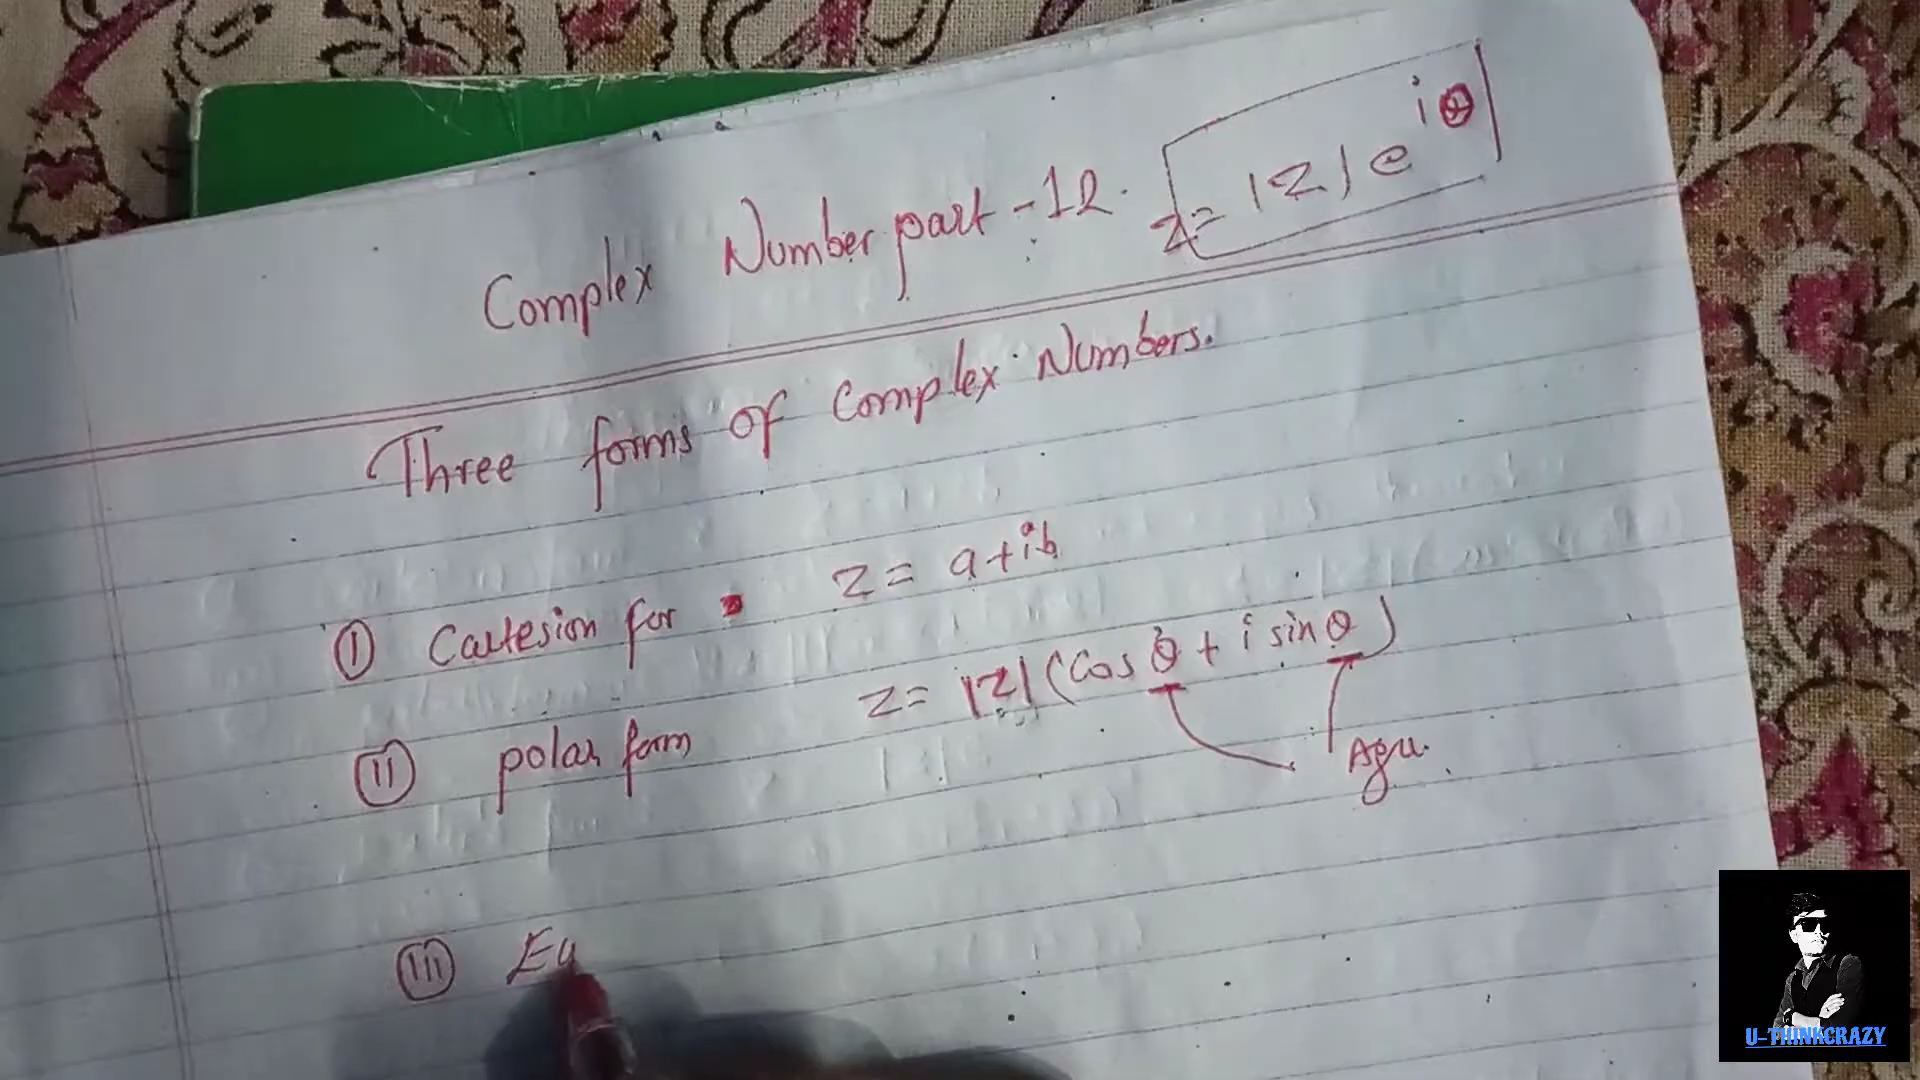 Complex Number part -12. z= |z|e^iθ
Three forms of Complex Numbers.
(I) Cartesion for z = a+ib
(II) polar form z= |z|(Cos θ + i sin θ)
Agu.
(III) Eu
U-THINKCRAZY